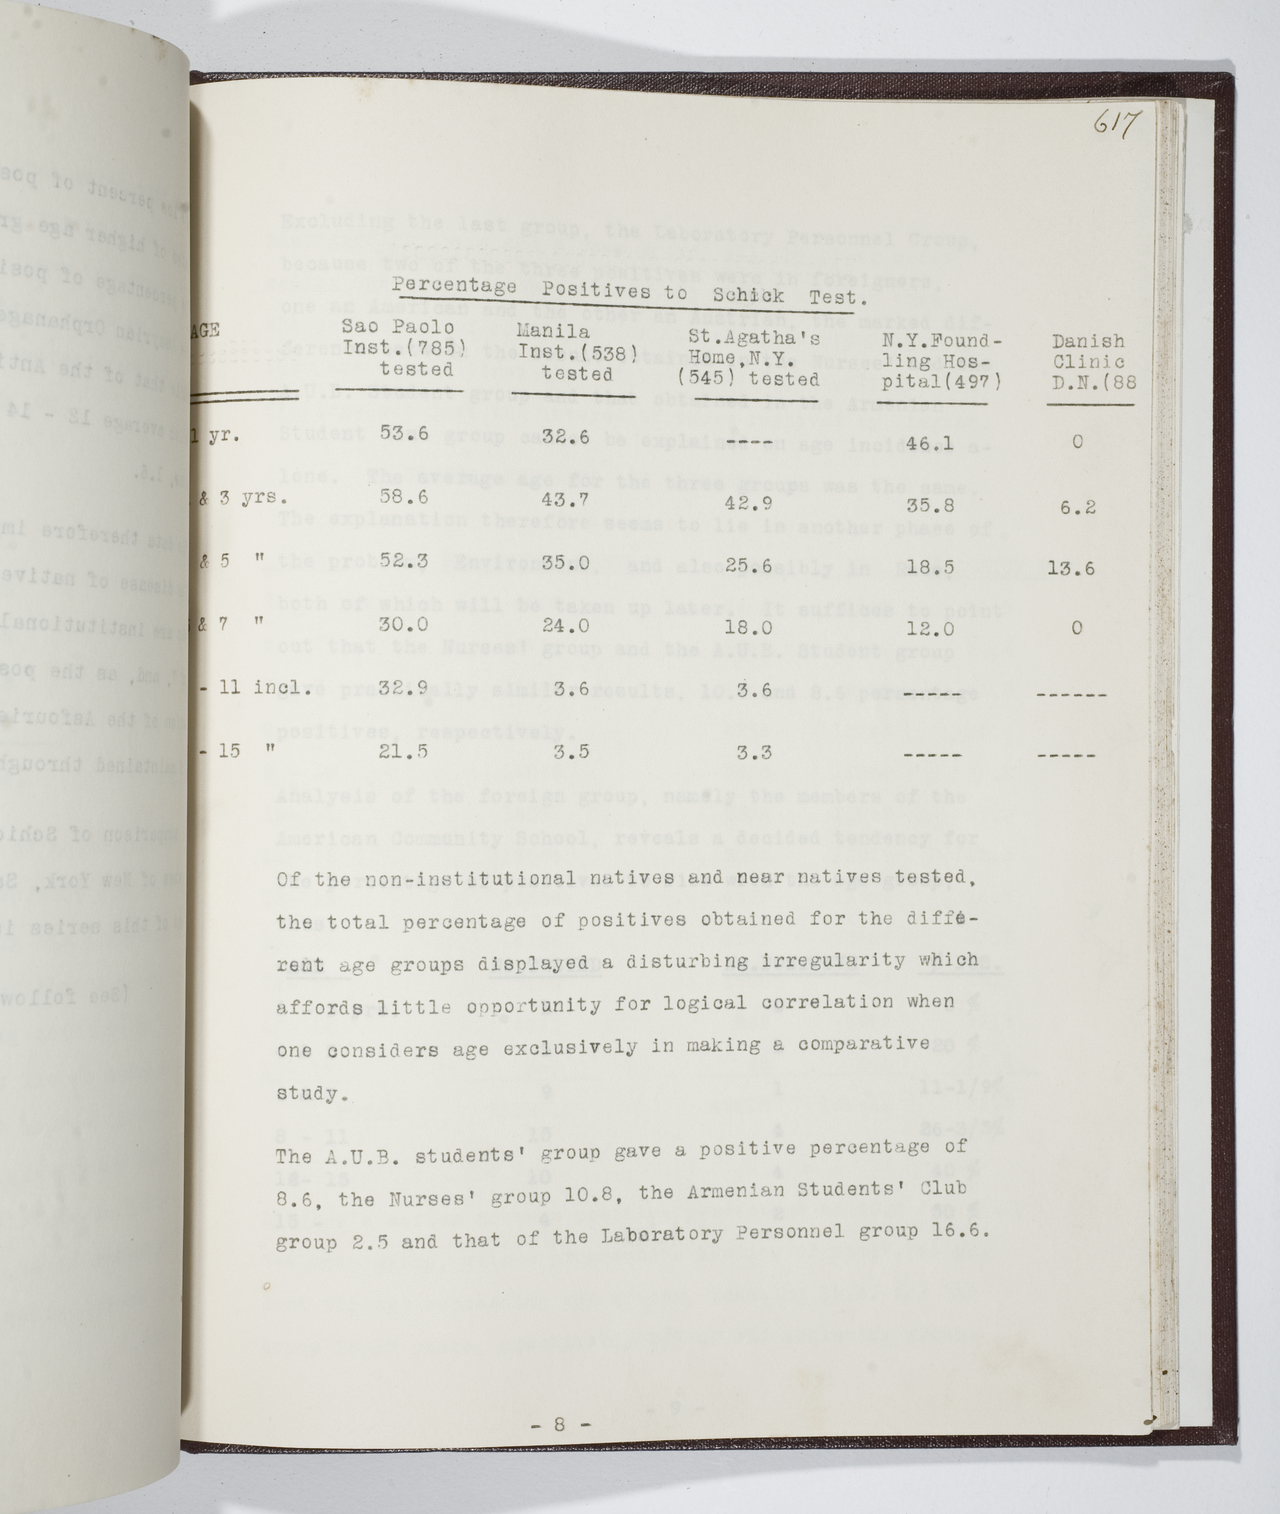 617
Percentage Positives to Schick Test.
AGE Sao Paolo Inst.(785) tested Manila Inst.(538) tested St.Agatha's Home,N.Y. (545) tested N.Y.Found- ling Hos- pital(497) Danish Clinic D.N.(88
1 yr. 53.6 32.6 ---- 46.1 0
& 3 yrs. 58.6 43.7 42.9 35.8 6.2
& 5 " 52.3 35.0 25.6 18.5 13.6
& 7 " 30.0 24.0 18.0 12.0 0
- 11 incl. 32.9 3.6 3.6 ----- ------
- 15 " 21.5 3.5 3.3 ----- -----
Of the non-institutional natives and near natives tested,
the total percentage of positives obtained for the diffe-
rent age groups displayed a disturbing irregularity which
affords little opportunity for logical correlation when
one considers age exclusively in making a comparative
study.
The A.U.B. students' group gave a positive percentage of
8.6, the Nurses' group 10.8, the Armenian Students' Club
group 2.5 and that of the Laboratory Personnel group 16.6.
- 8 -